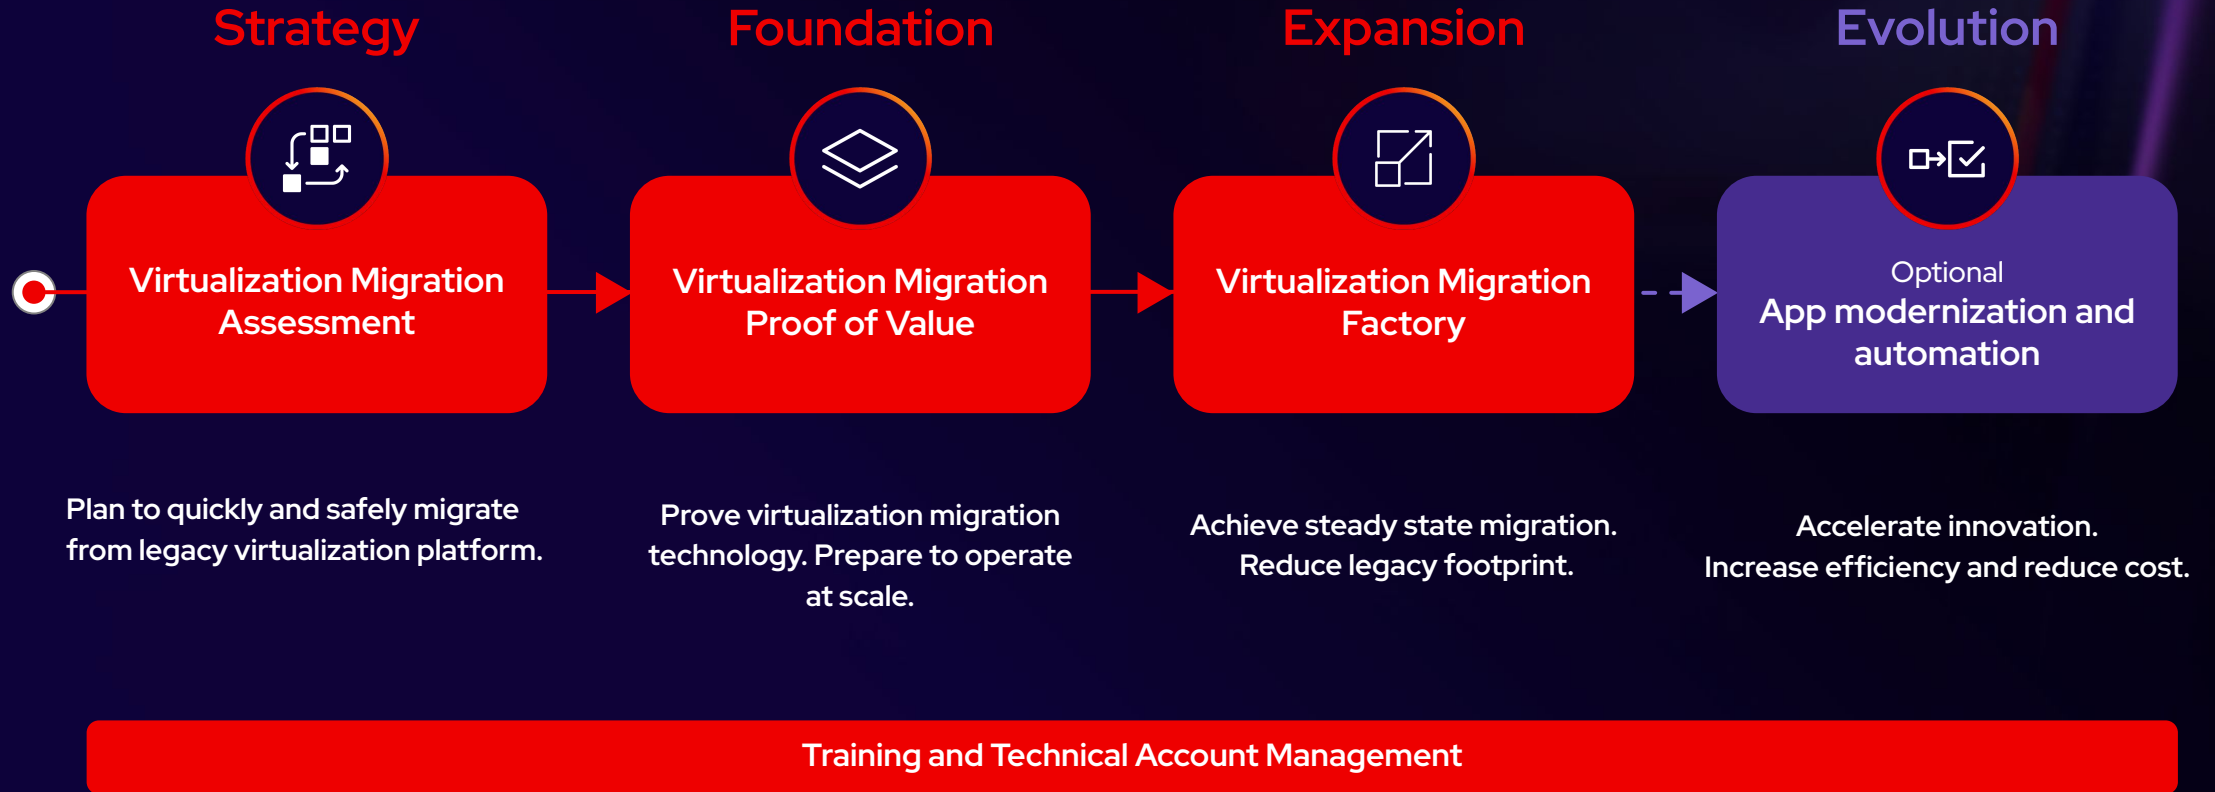 Strategy
Virtualization Migration
Assessment
Plan to quickly and safely migrate
from legacy virtualization platform.
Foundation
Virtualization Migration
Proof of Value
Prove virtualization migration
technology. Prepare to operate
at scale.
Expansion
Virtualization Migration
Factory
Achieve steady state migration.
Reduce legacy footprint.
Evolution
Optional
App modernization and
automation
Accelerate innovation.
Increase efficiency and reduce cost.
Training and Technical Account Management